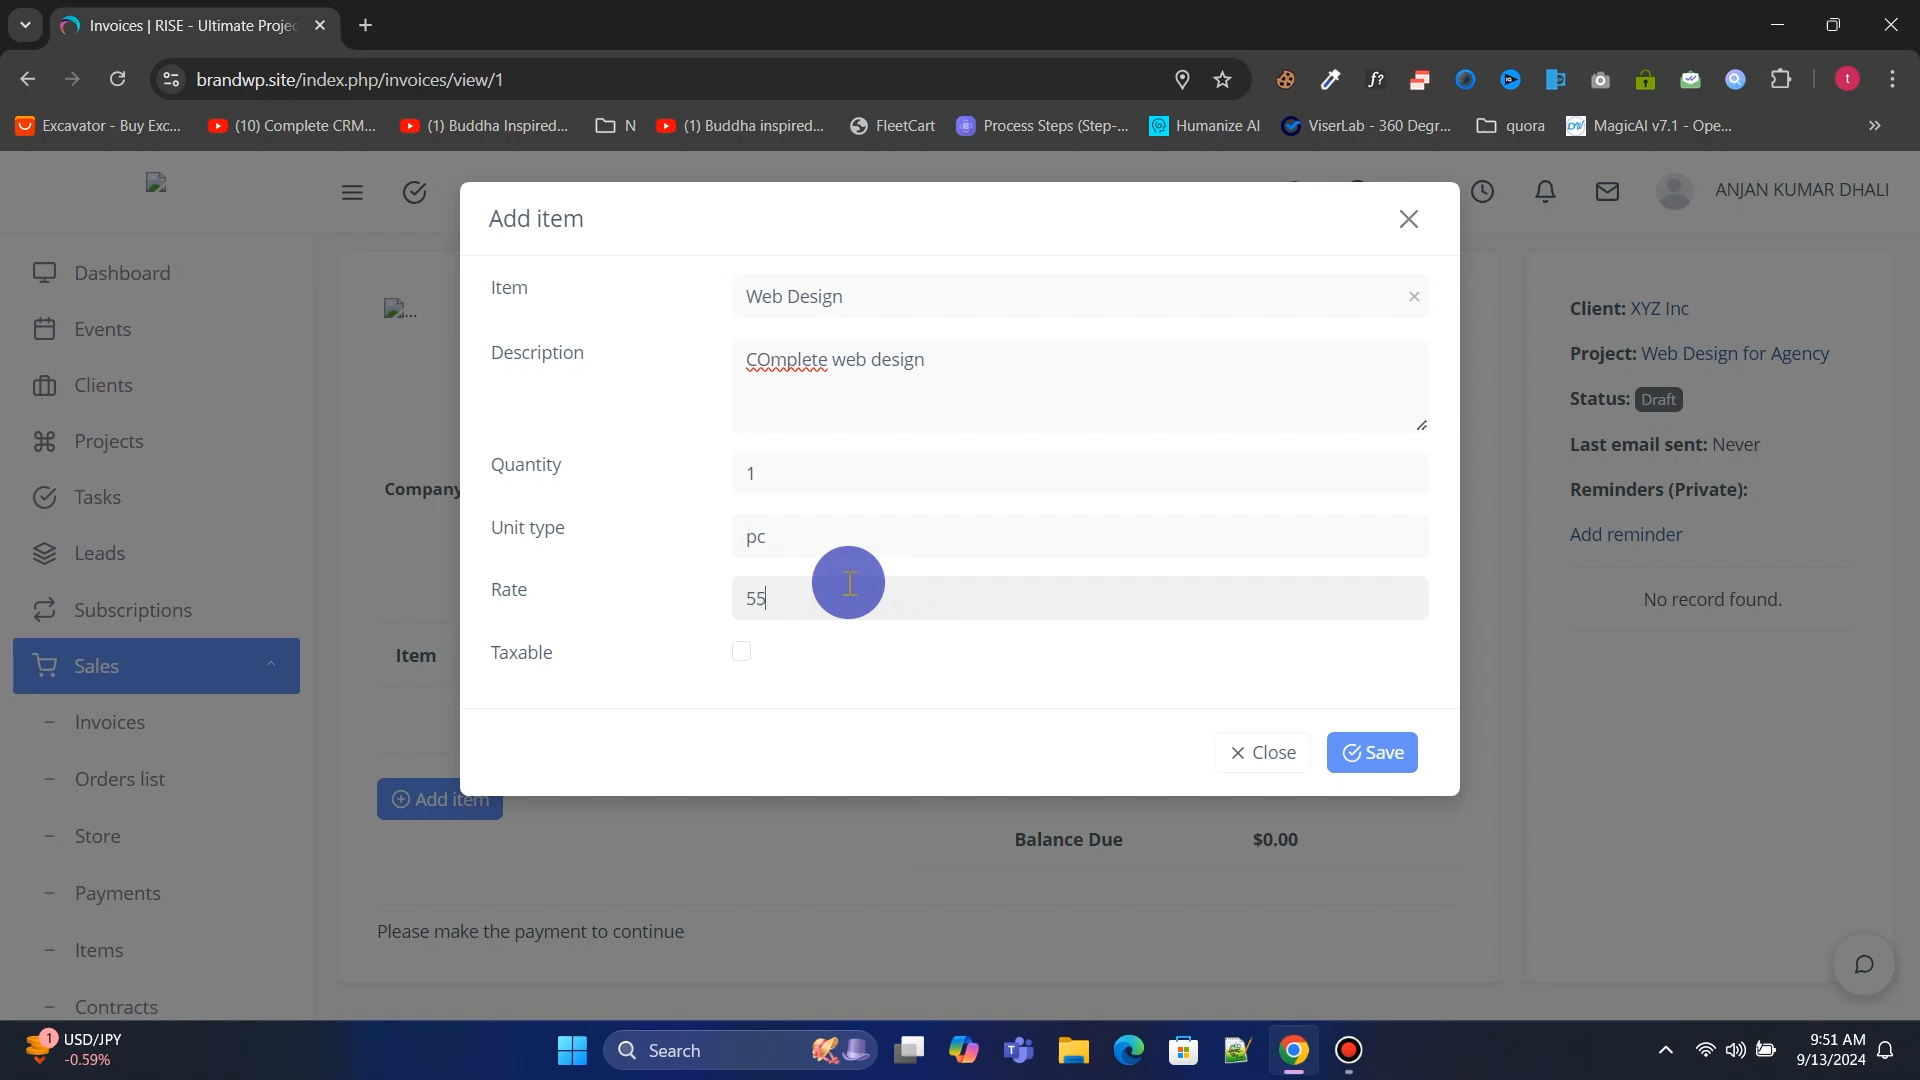 Invoices | RISE - Ultimate Projec
brandwp.site/index.php/invoices/view/1
t
Excavator - Buy Exc...
(10) Complete CRM...
(1) Buddha Inspired...
N
(1) Buddha inspired...
FleetCart
Process Steps (Step-...
Humanize AI
ViserLab - 360 Degr...
quora
MagicAI v7.1 - Ope...
ANJAN KUMAR DHALI
Dashboard
Events
Clients
Projects
Tasks
Leads
Subscriptions
Sales
Invoices
Orders list
Store
Payments
Items
Contracts
Company
Item
Add item
Item
Web Design
Description
COmplete web design
Quantity
1
Unit type
pc
Rate
55
Taxable
Close
Save
Add item
Balance Due $0.00
Please make the payment to continue
Client: XYZ Inc
Project: Web Design for Agency
Status: Draft
Last email sent: Never
Reminders (Private):
Add reminder
No record found.
1
USD/JPY
-0.59%
Search
9:51 AM
9/13/2024